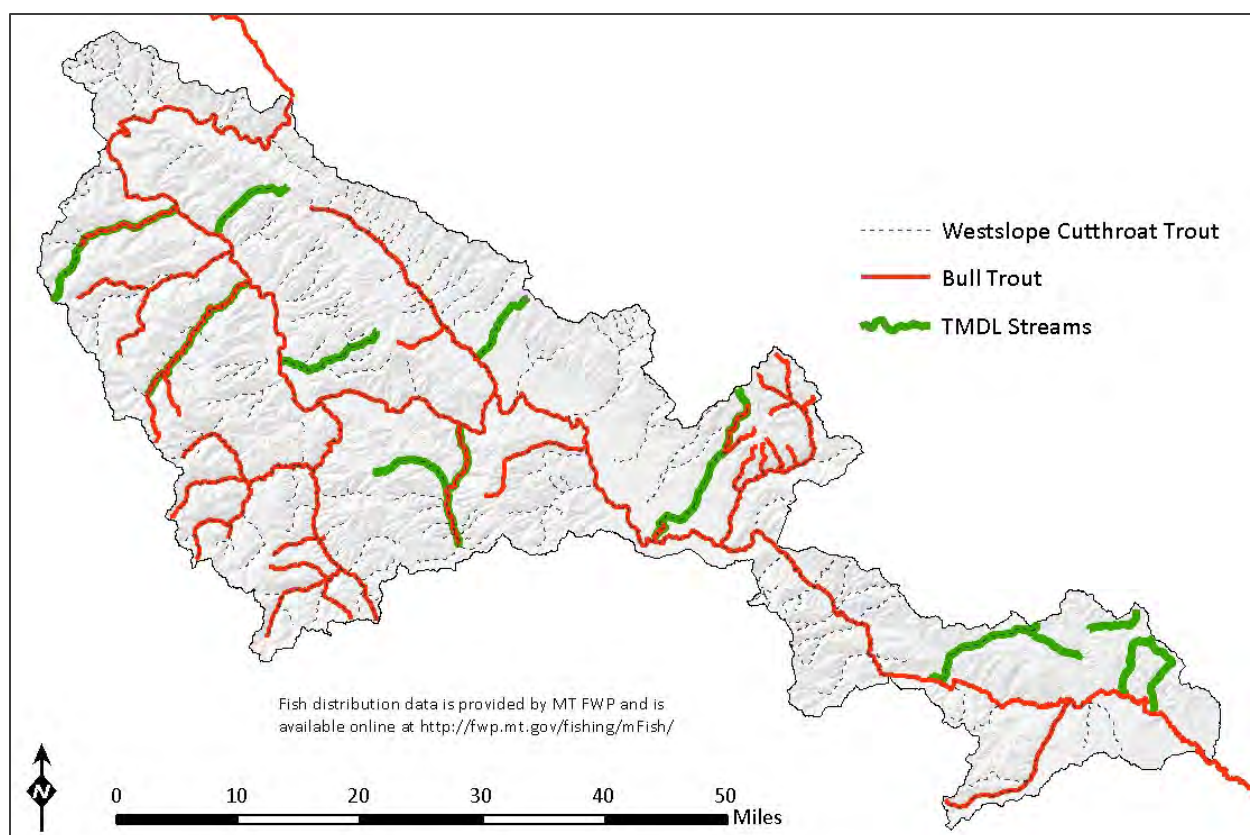 Westslope Cutthroat Trout
Bull Trout
TMDL Streams
Fish distribution data is provided by MT FWP and is
available online at http://fwp.mt.gov/fishing/mFish/
N
0 10 20 30 40 50
Miles